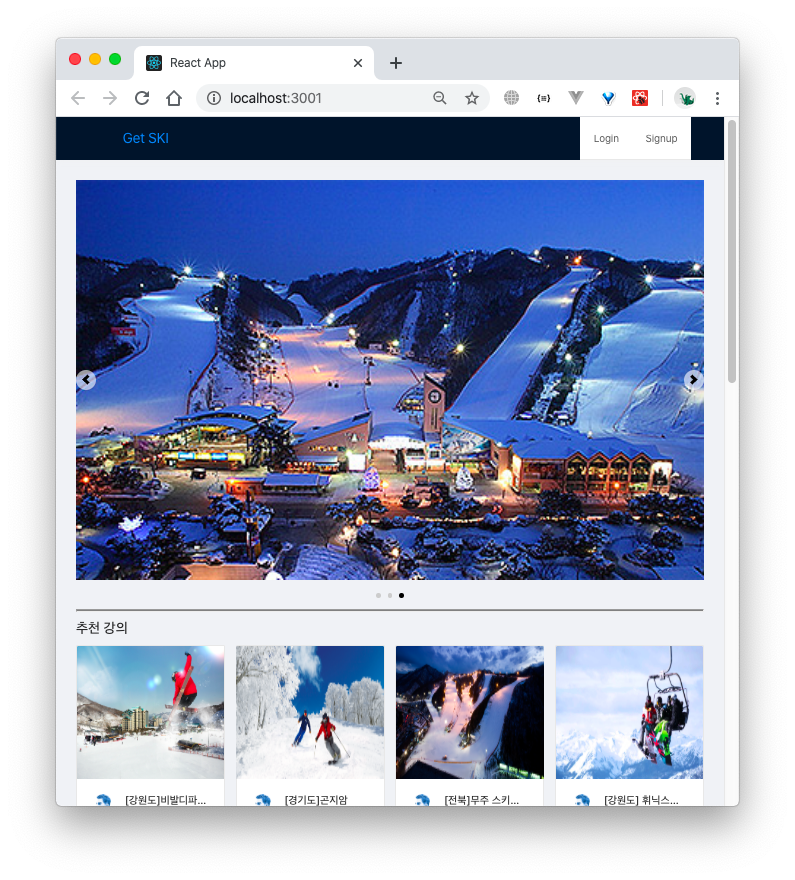 React App
localhost:3001
Get SKI
Login
Signup
추천 강의
[강원도]비발디파...
[경기도]곤지암
[전북]무주 스키...
[강원도] 휘닉스...